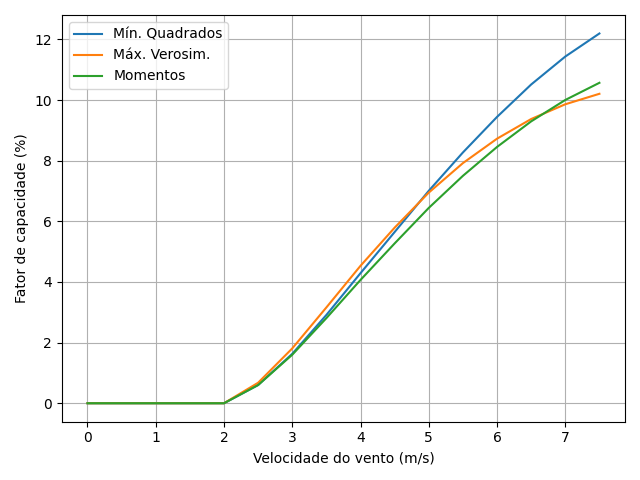 Mín. Quadrados
Máx. Verosim.
Momentos
Fator de capacidade (%)
12
10
8
6
4
2
0
0 1 2 3 4 5 6 7
Velocidade do vento (m/s)